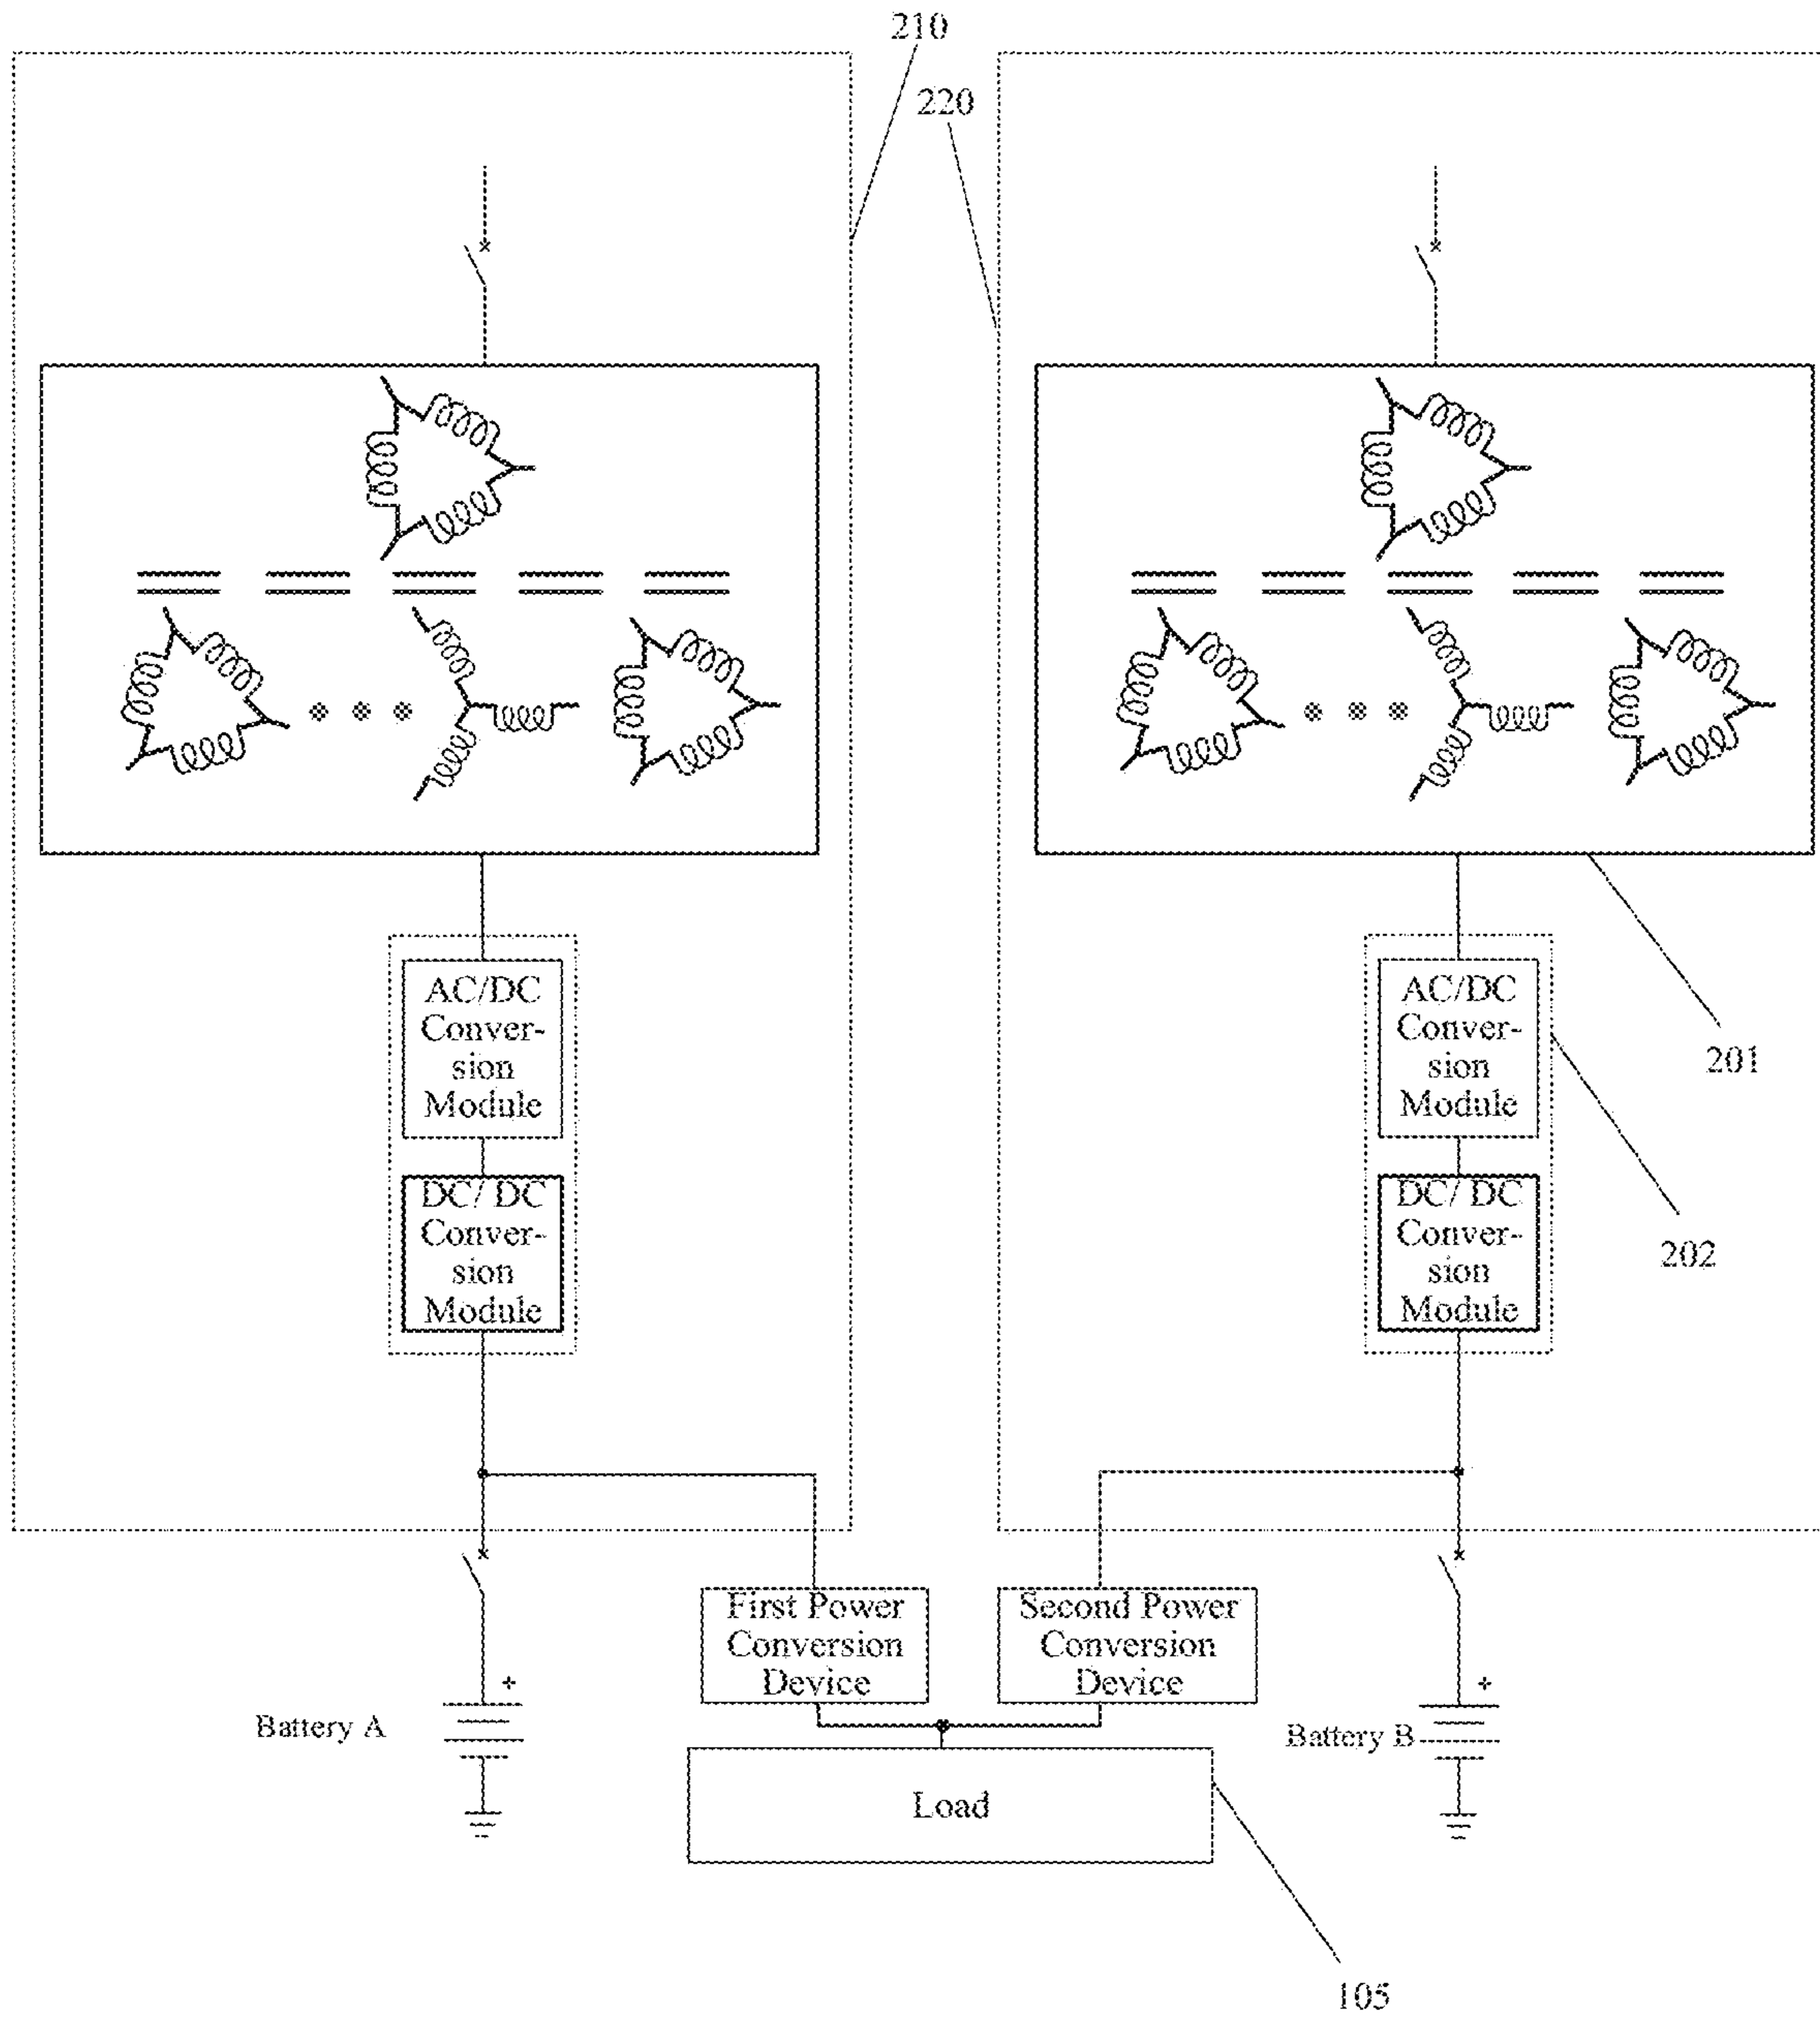 210
220
AC/DC
Conver-
sion
Module
DC/ DC
Conver-
sion
Module
AC/DC
Conver-
sion
Module
DC/ DC
Conver-
sion
Module
201
202
First Power
Conversion
Device
Second Power
Conversion
Device
+
Battery A
+
Battery B
Load
105